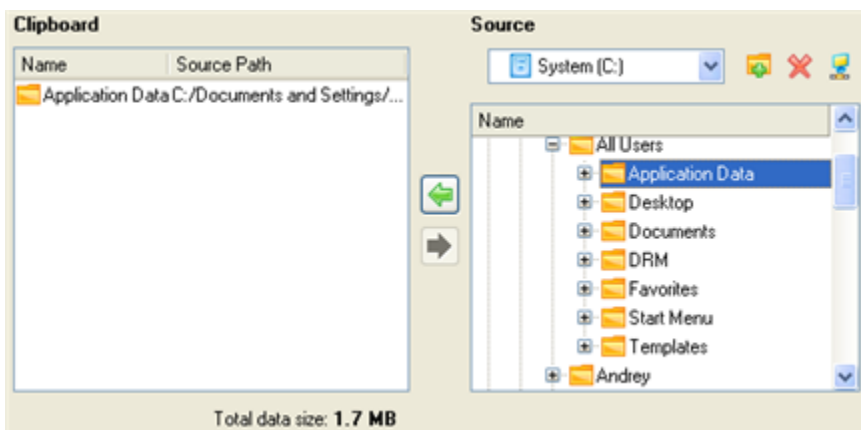 Clipboard
Name Source Path
Application Data C:/Documents and Settings/...
Total data size: 1.7 MB
Source
System (C:)
Name
All Users
Application Data
Desktop
Documents
DRM
Favorites
Start Menu
Templates
Andrey